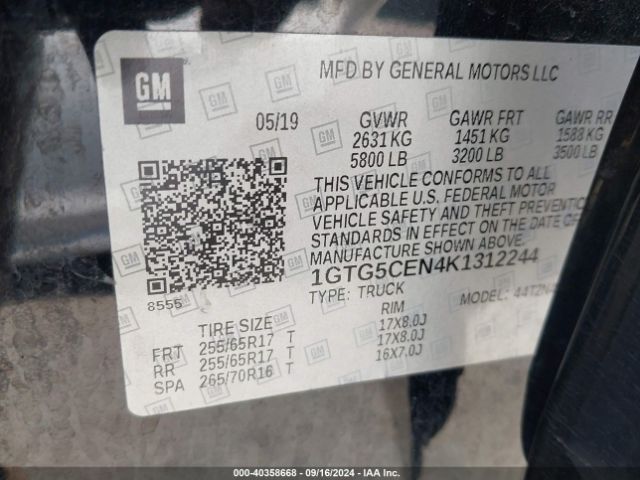 GM
MFD BY GENERAL MOTORS LLC
05/19 GVWR GAWR FRT GAWR RR
2631 KG 1451 KG 1588 KG
5800 LB 3200 LB 3500 LB
THIS VEHICLE CONFORMS TO ALL
APPLICABLE U.S. FEDERAL MOTOR
VEHICLE SAFETY AND THEFT PREVENTION
STANDARDS IN EFFECT ON THE DATE OF
MANUFACTURE SHOWN ABOVE.
1GTG5CEN4K1312244
8555
TYPE: TRUCK MODEL:
TIRE SIZE RIM
FRT 255/65R17 T 17X8.0J
RR 255/65R17 T 17X8.0J
SPA 265/70R16 T 16X7.0J
000-40358668 - 09/16/2024 - IAA Inc.